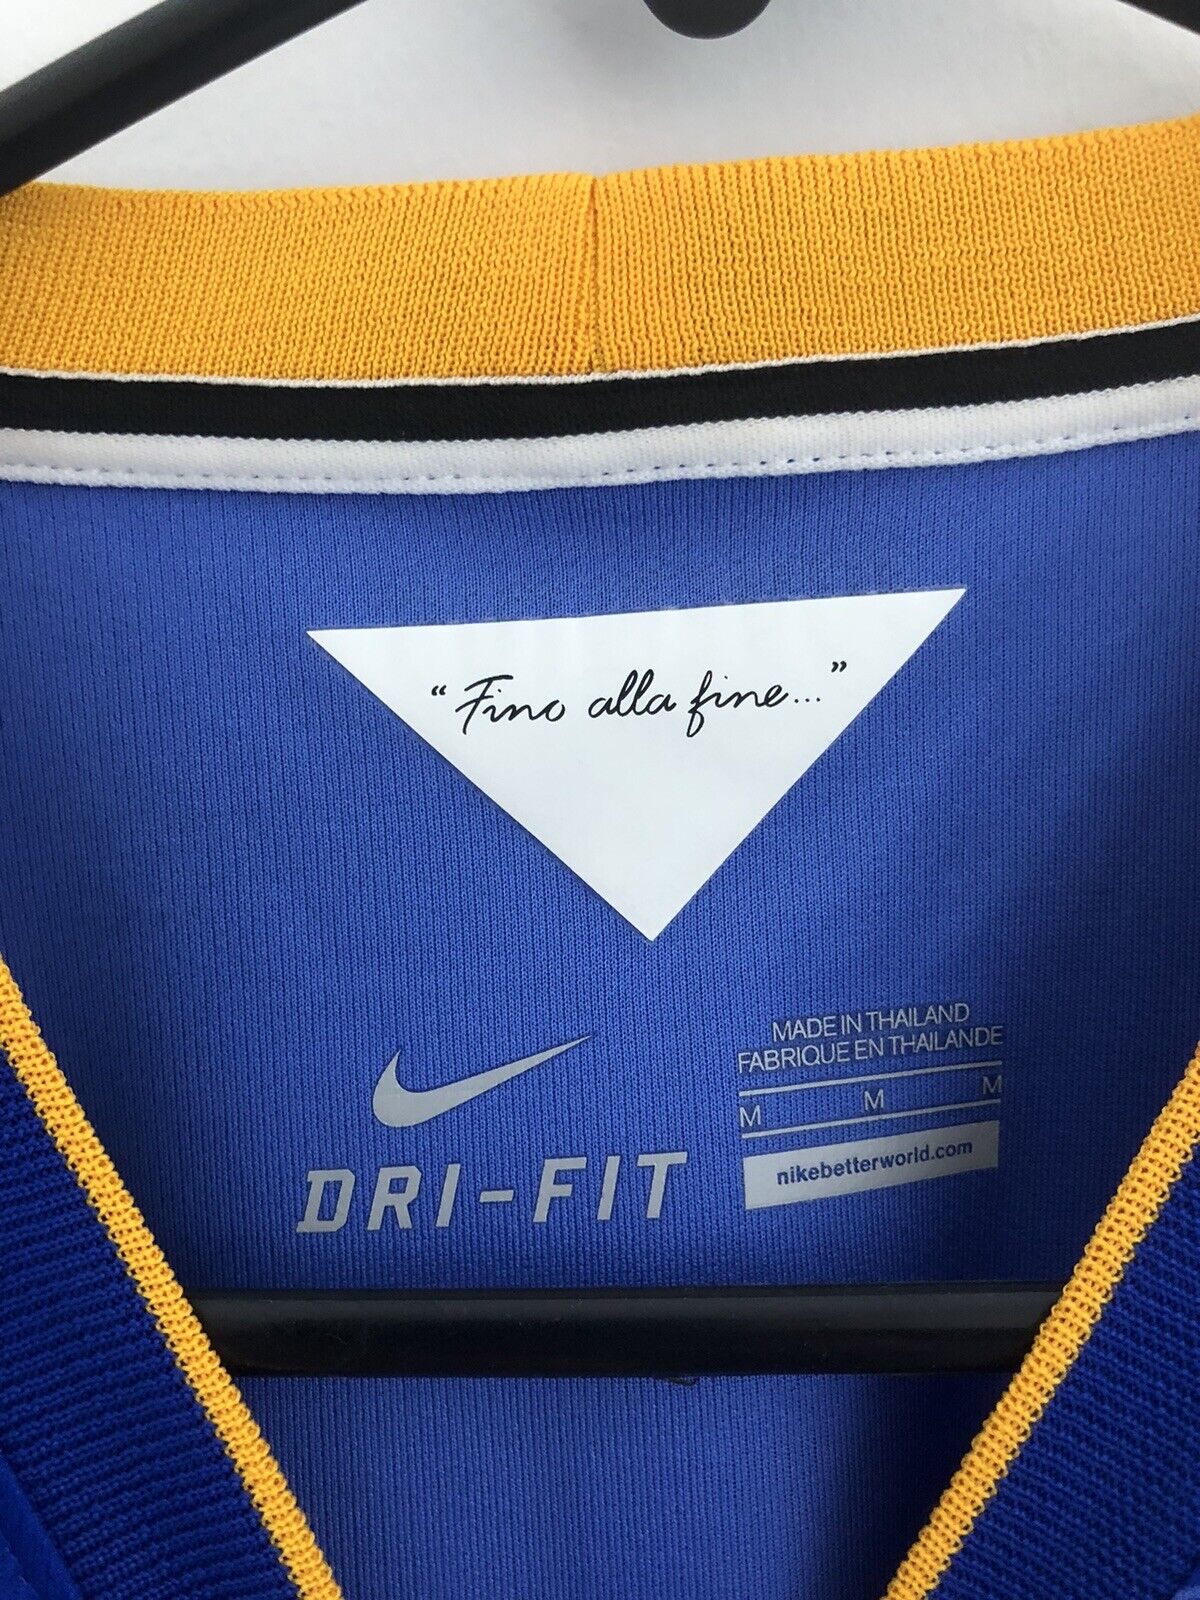 “Fino alla fine...”
MADE IN THAILAND
FABRIQUE EN THAILANDE
M M M
nikebetterworld.com
DRI-FIT